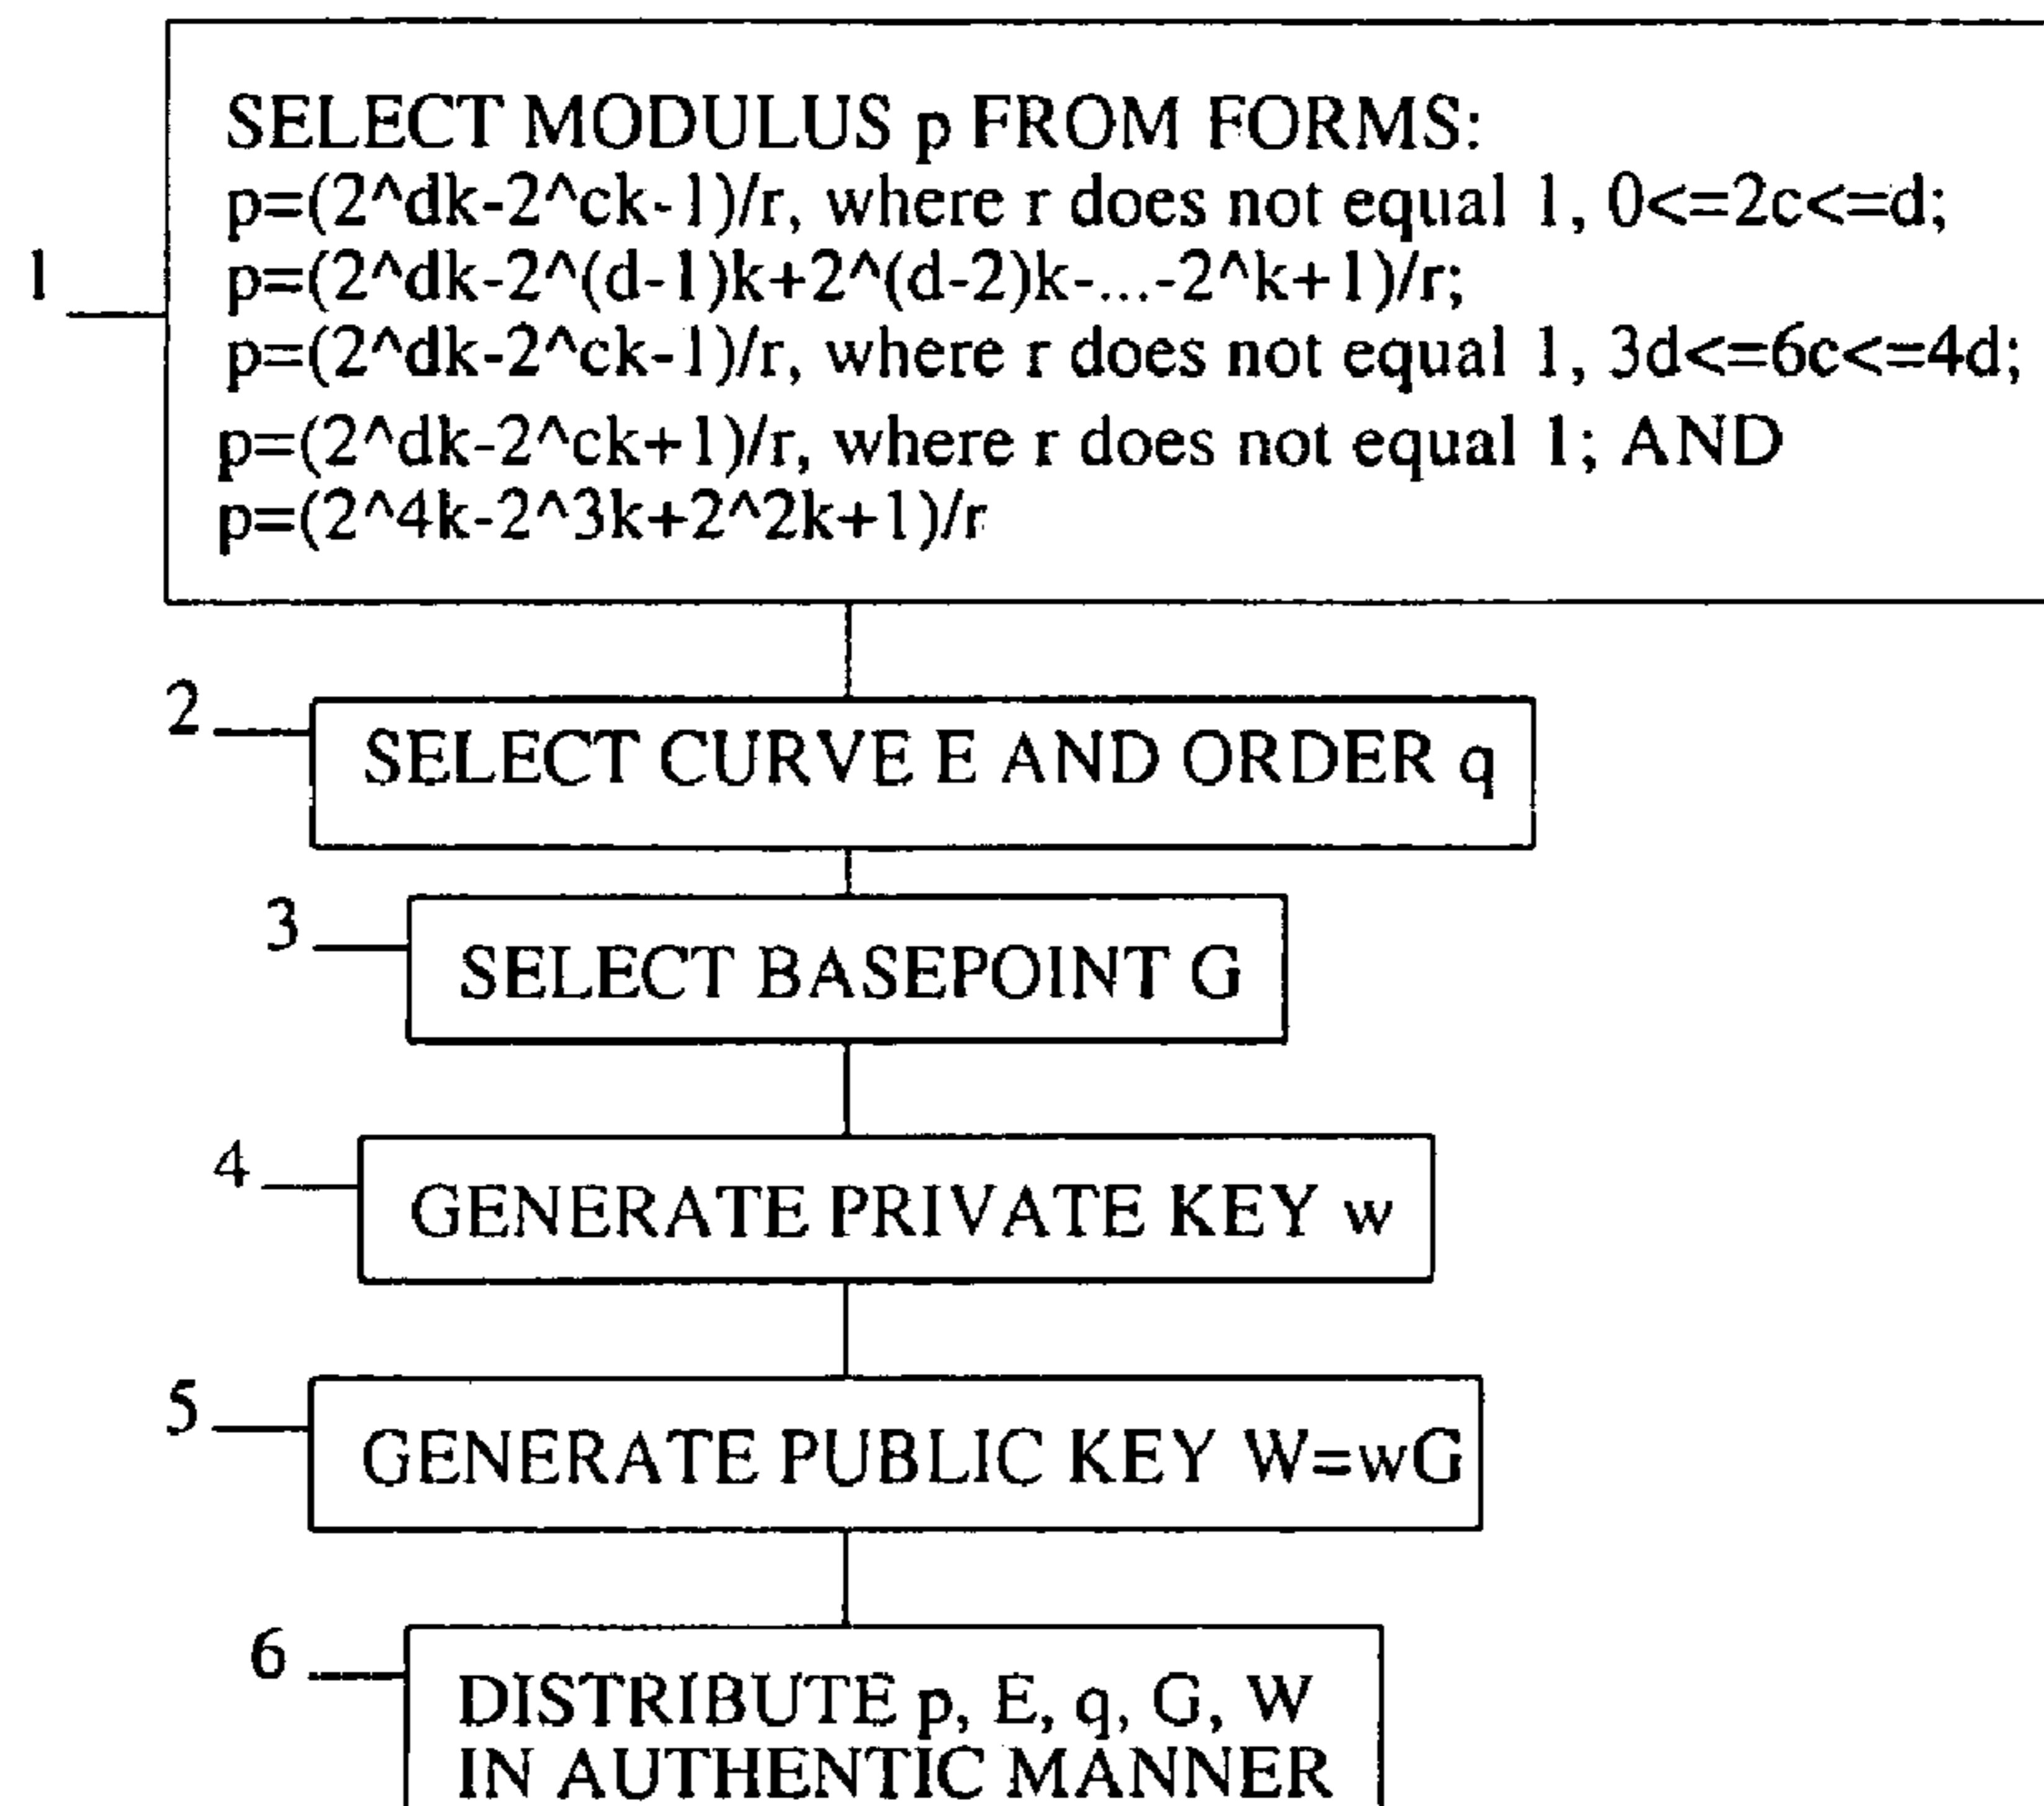 SELECT MODULUS p FROM FORMS:
p=(2^dk-2^ck-1)/r, where r does not equal 1, 0<=2c<=d;
1
p=(2^dk-2^(d-1)k+2^(d-2)k-...-2^k+1)/r;
p=(2^dk-2^ck-1)/r, where r does not equal 1, 3d<=6c<=4d;
p=(2^dk-2^ck+1)/r, where r does not equal 1; AND
p=(2^4k-2^3k+2^2k+1)/r
2
SELECT CURVE E AND ORDER q
3
SELECT BASEPOINT G
4
GENERATE PRIVATE KEY w
5
GENERATE PUBLIC KEY W=wG
6
DISTRIBUTE p, E, q, G, W
IN AUTHENTIC MANNER